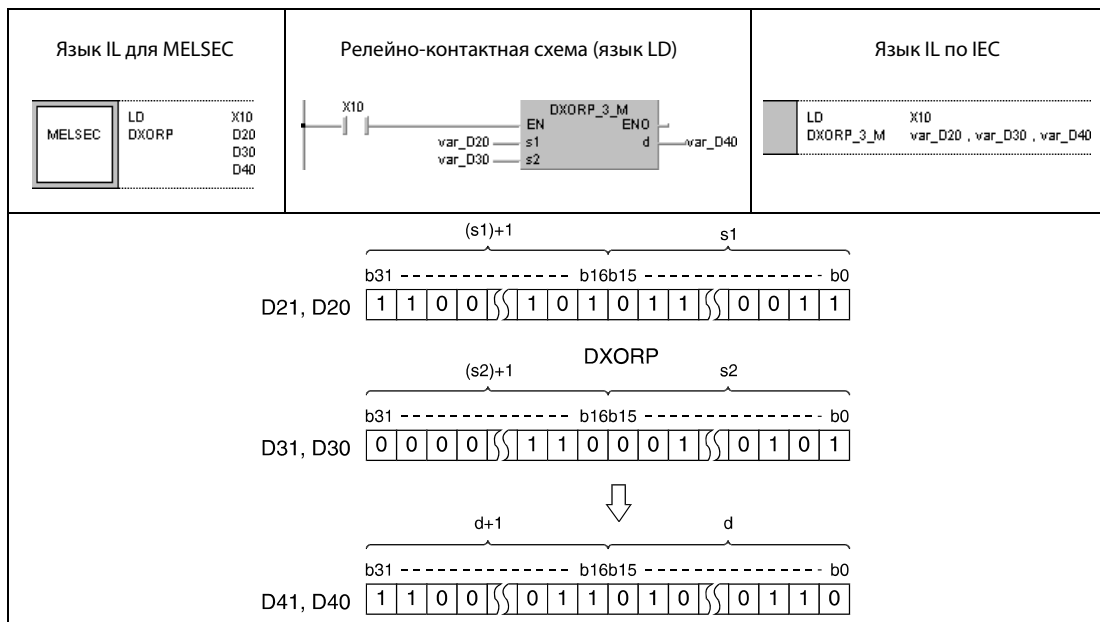 Язык IL для MELSEC
Релейно-контактная схема (язык LD)
Язык IL по IEC
MELSEC
LD X10
DXORP D20
D30
D40
X10
DXORP_3_M
EN ENO
var_D20 s1 d var_D40
var_D30 s2
LD X10
DXORP_3_M var_D20 , var_D30 , var_D40
(s1)+1 s1
b31 b16b15 b0
D21, D20 1 1 0 0 1 0 1 0 1 1 0 0 1 1
DXORP
(s2)+1 s2
b31 b16b15 b0
D31, D30 0 0 0 0 1 1 0 0 0 1 0 1 0 1
d+1 d
b31 b16b15 b0
D41, D40 1 1 0 0 0 1 1 0 1 0 0 1 1 0